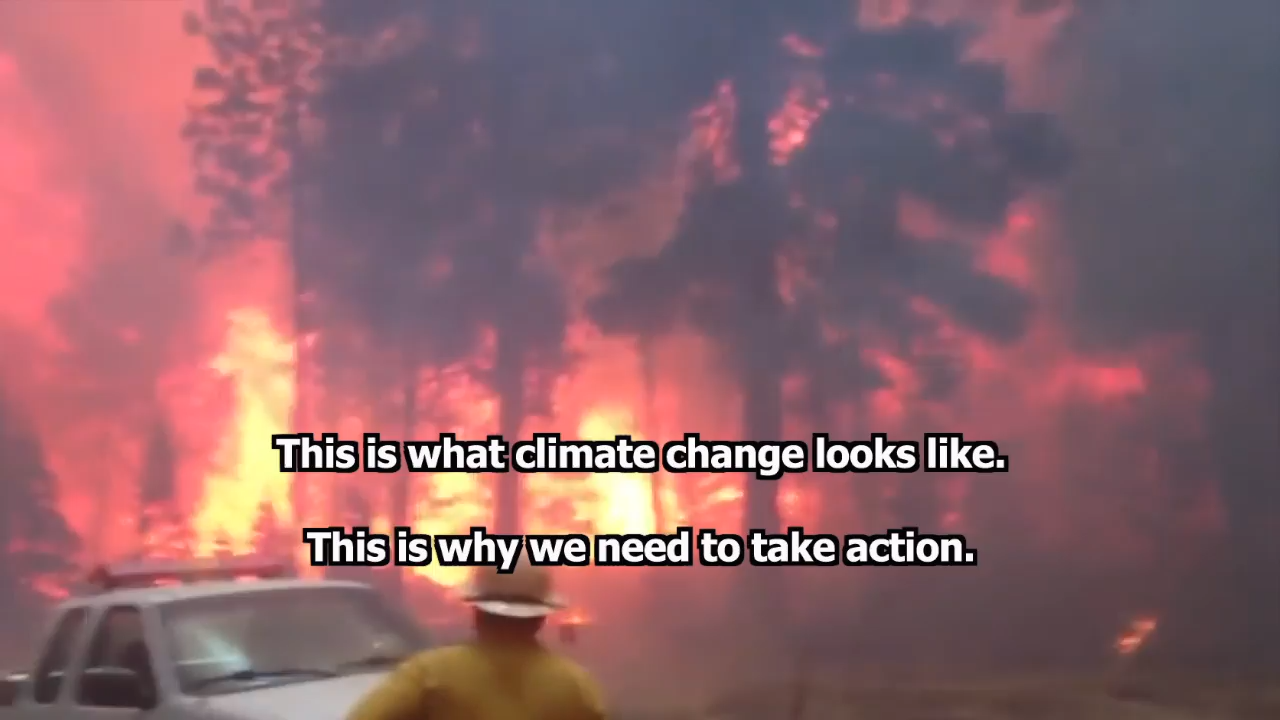 This is what climate change looks like.
This is why we need to take action.